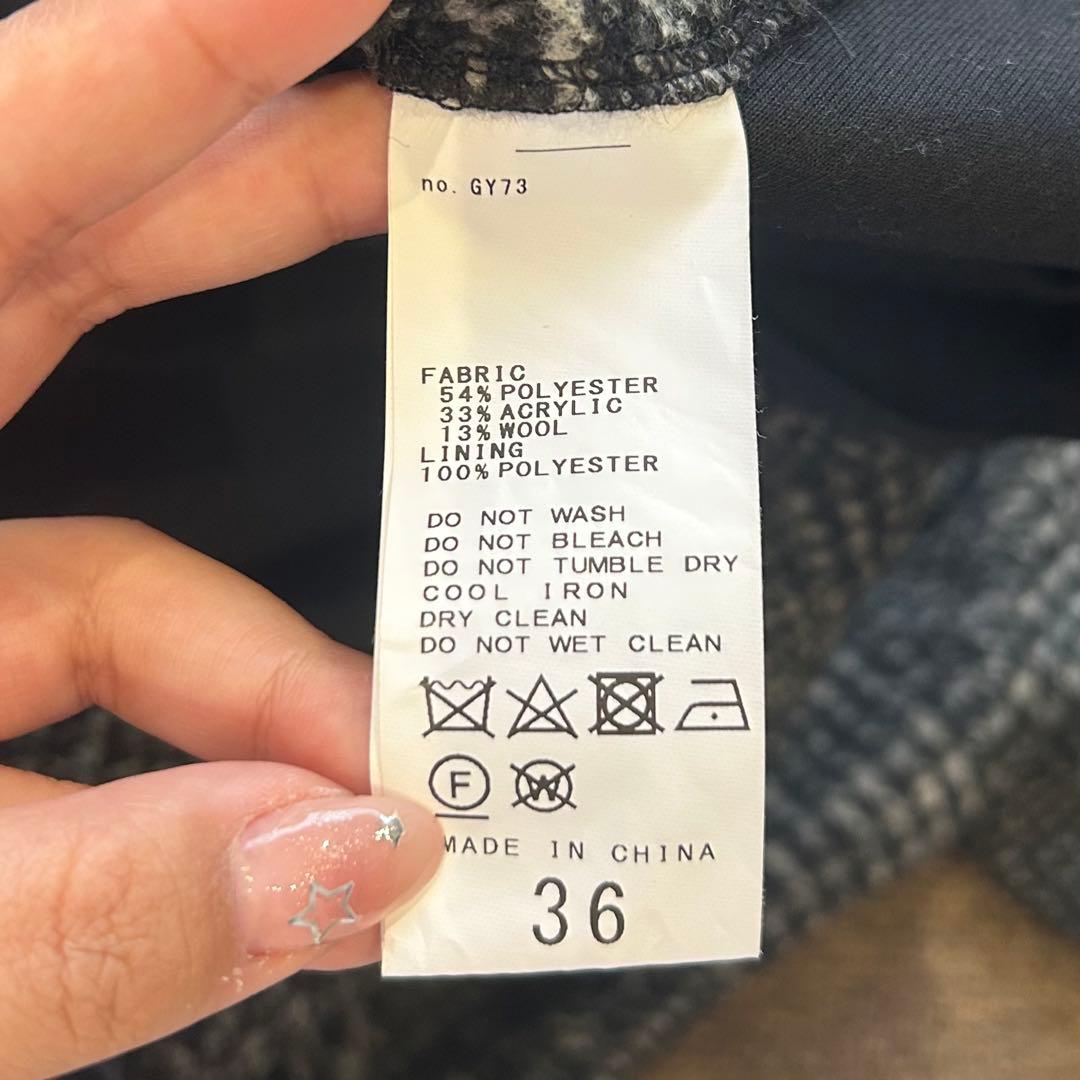 no. GY73
FABRIC
54% POLYESTER
33% ACRYLIC
13% WOOL
LINING
100% POLYESTER
DO NOT WASH
DO NOT BLEACH
DO NOT TUMBLE DRY
COOL IRON
DRY CLEAN
DO NOT WET CLEAN
F W
MADE IN CHINA
36